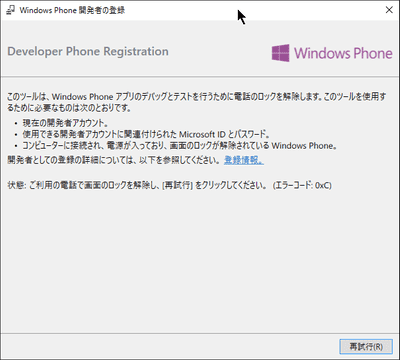 Windows Phone 開発者の登録
Developer Phone Registration
Windows Phone
このツールは、Windows Phone アプリのデバッグとテストを行うために電話のロックを解除します。このツールを使用す
るために必要なものは次のとおりです。
• 現在の開発者アカウント。
• 使用できる開発者アカウントに関連付けられた Microsoft ID とパスワード。
• コンピューターに接続され、電源が入っており、画面のロックが解除されている Windows Phone。
開発者としての登録の詳細については、以下を参照してください。登録情報。
状態: ご利用の電話で画面のロックを解除し、[再試行] をクリックしてください。 (エラーコード: 0xC)
再試行(R)